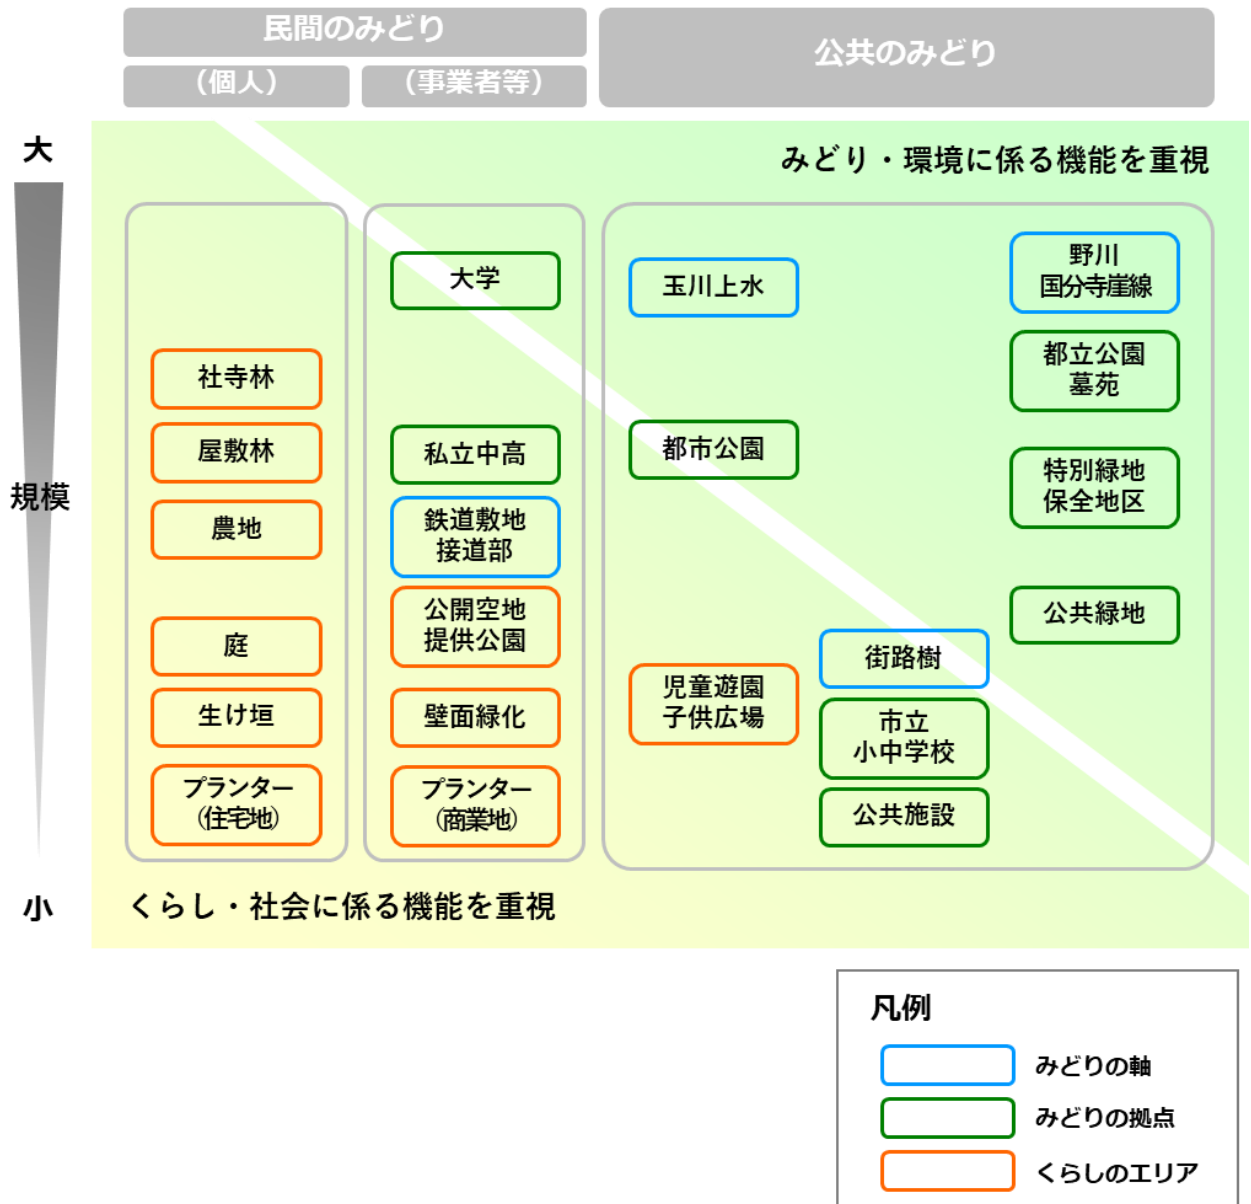 民間のみどり
(個人)
(事業者等)
公共のみどり
大
規模
小
みどり・環境に係る機能を重視
社寺林
屋敷林
農地
庭
生け垣
プランター
(住宅地)
大学
私立中高
鉄道敷地
接道部
公開空地
提供公園
壁面緑化
プランター
(商業地)
玉川上水
都市公園
児童遊園
子供広場
街路樹
市立
小中学校
公共施設
野川
国分寺崖線
都立公園
墓苑
特別緑地
保全地区
公共緑地
くらし・社会に係る機能を重視
凡例
みどりの軸
みどりの拠点
くらしのエリア